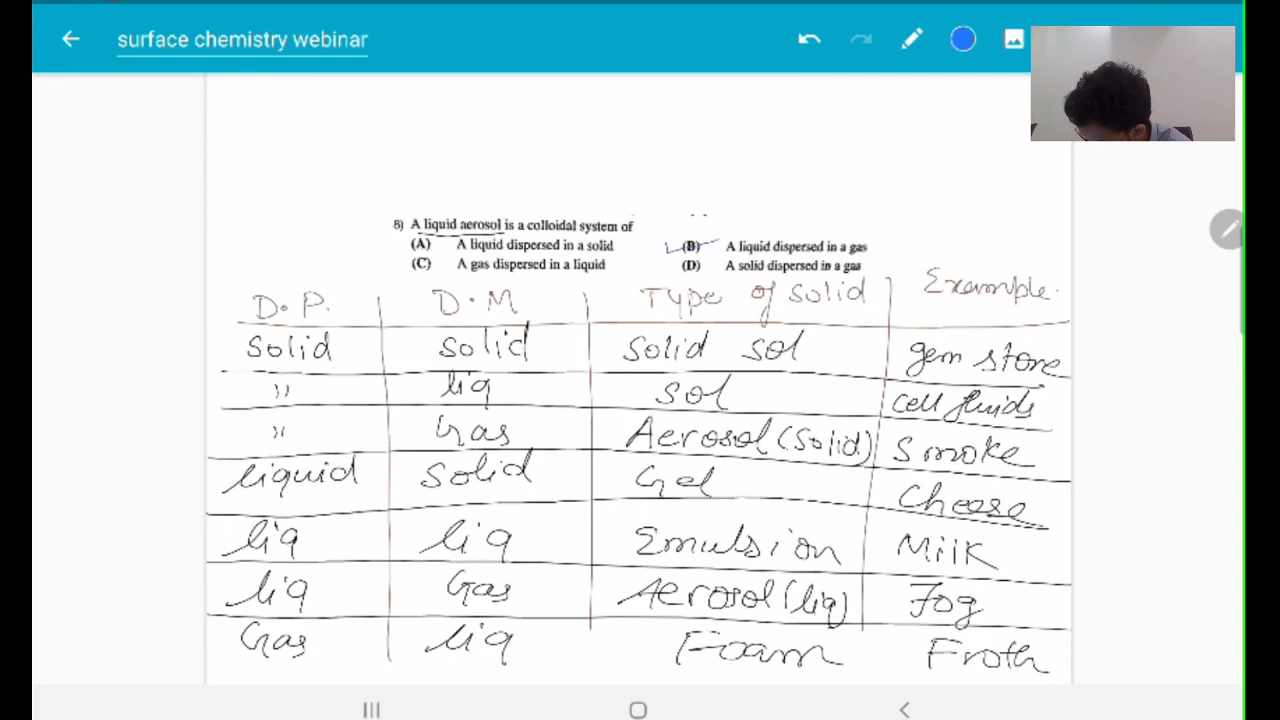 surface chemistry webinar
8) A liquid aerosol is a colloidal system of
(A) A liquid dispersed in a solid (B) A liquid dispersed in a gas
(C) A gas dispersed in a liquid (D) A solid dispersed in a gas
D.P. D.M Type of solid Example.
Solid solid solid sol gem stone
" liq sol cell fluids
" Gas Aerosol (Solid) Smoke
liquid Solid Gel Cheese
liq liq Emulsion Milk
liq Gas Aerosol (liq) Fog
Gas liq Foam Froth